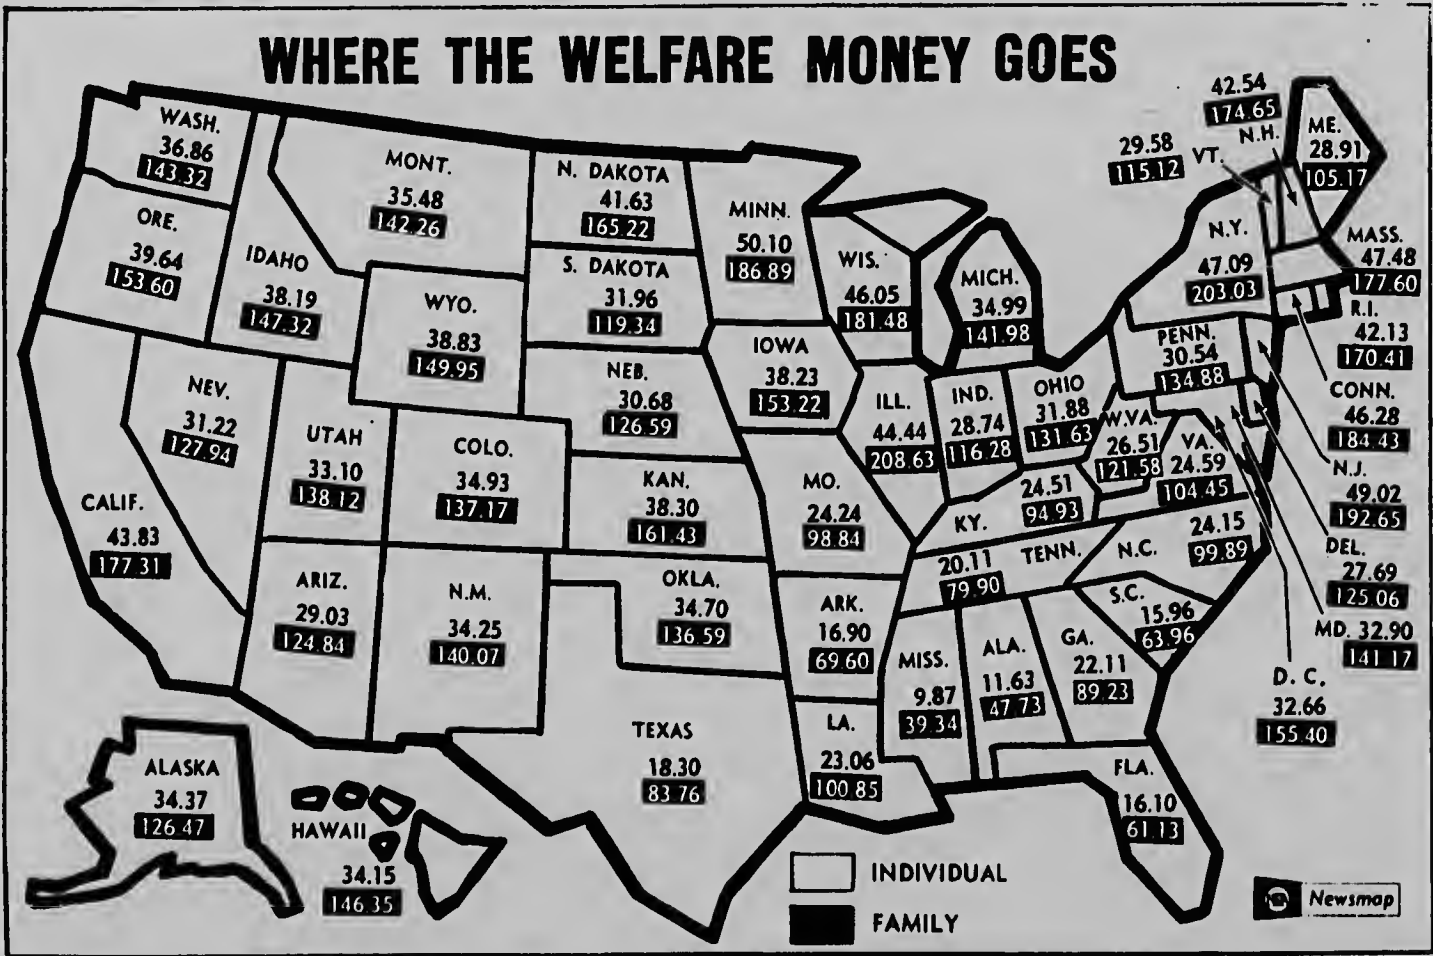 WHERE THE WELFARE MONEY GOES
WASH.
36.86
143.32
ORE.
39.64
153.60
IDAHO
38.19
147.32
MONT.
35.48
142.26
WYO.
38.83
149.95
N. DAKOTA
41.63
165.22
S. DAKOTA
31.96
119.34
MINN.
50.10
186.89
WIS.
46.05
181.48
MICH.
34.99
141.98
IOWA
38.23
153.22
NEB.
30.68
126.59
NEV.
31.22
127.94
UTAH
33.10
138.12
COLO.
34.93
137.17
KAN.
38.30
161.43
CALIF.
43.83
177.31
ARIZ.
29.03
124.84
N.M.
34.25
140.07
OKLA.
34.70
136.59
TEXAS
18.30
83.76
MO.
24.24
98.84
ARK.
16.90
69.60
LA.
23.06
100.85
ILL.
44.44
208.63
IND.
28.74
116.28
OHIO
31.88
131.63
KY.
24.51
94.93
TENN.
20.11
79.90
MISS.
9.87
39.34
ALA.
11.63
47.73
GA.
22.11
89.23
FLA.
16.10
61.13
S.C.
15.96
63.96
N.C.
24.15
99.89
VA.
24.59
104.45
W.VA.
26.51
121.58
PENN.
30.54
134.88
N.Y.
47.09
203.03
29.58
115.12
VT.
42.54
174.65
N.H.
ME.
28.91
105.17
MASS.
47.48
177.60
R.I.
42.13
170.41
CONN.
46.28
184.43
N.J.
49.02
192.65
DEL.
27.69
125.06
MD. 32.90
141.17
D. C.
32.66
155.40
ALASKA
34.37
126.47
HAWAII
34.15
146.35
INDIVIDUAL
FAMILY
Newsmap